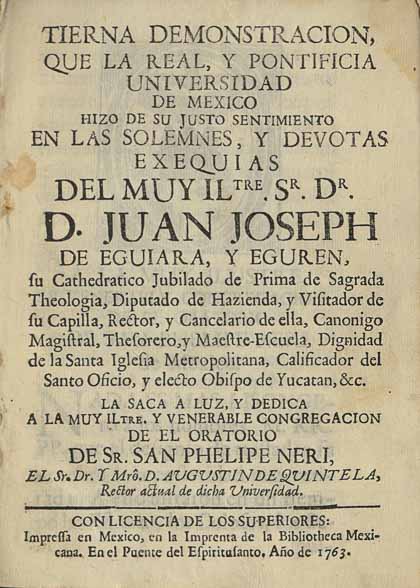 TIERNA DEMONSTRACION,
QUE LA REAL, Y PONTIFICIA
UNIVERSIDAD
DE MEXICO
HIZO DE SU JUSTO SENTIMIENTO
EN LAS SOLEMNES, Y DEVOTAS
EXEQUIAS
DEL MUY ILTRE. SR. DR.
D. JUAN JOSEPH
DE EGUIARA, Y EGUREN,
su Cathedratico Jubilado de Prima de Sagrada
Theologia, Diputado de Hazienda, y Visitador de
su Capilla, Rector, y Cancelario de ella, Canonigo
Magistral, Thesorero, y Maestre-Escuela, Dignidad
de la Santa Iglesia Metropolitana, Calificador del
Santo Oficio, y electo Obispo de Yucatan, &c.
LA SACA A LUZ, Y DEDICA
A LA MUY ILTRE. Y VENERABLE CONGREGACION
DE EL ORATORIO
DE SR. SAN PHELIPE NERI,
EL Sr. Dr. Y Mrô. D. AUGUSTIN DE QUINTELA,
Rector actual de dicha Universidad.
CON LICENCIA DE LOS SUPERIORES:
Impressa en Mexico, en la Imprenta de la Bibliotheca Mexi-
cana. En el Puente del Espiritusanto. Año de 1763.